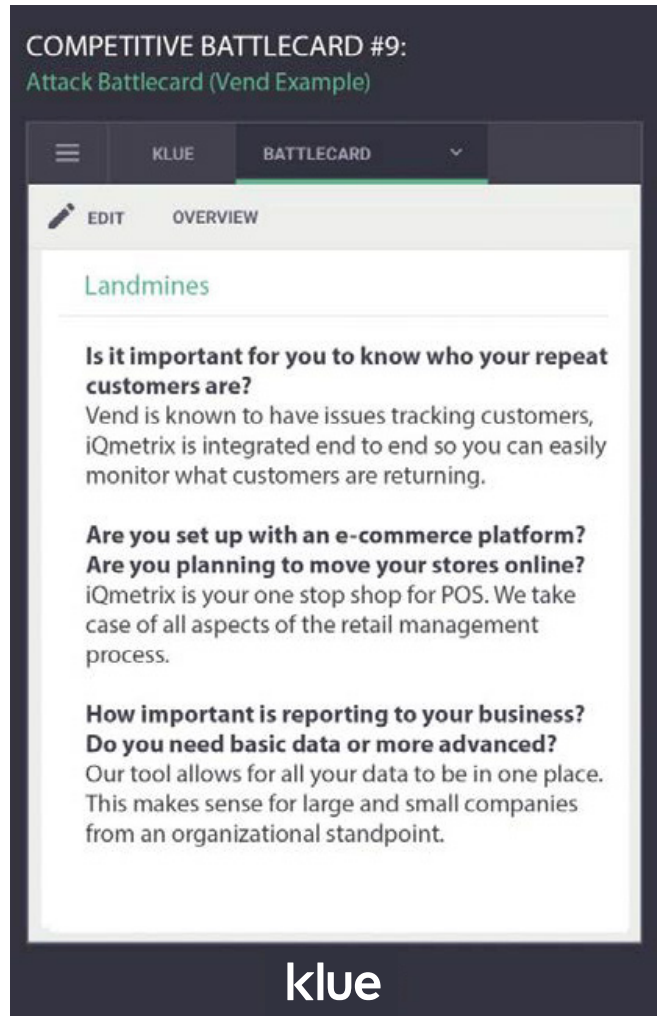 COMPETITIVE BATTLECARD #9:
Attack Battlecard (Vend Example)
KLUE BATTLECARD
EDIT OVERVIEW
Landmines
Is it important for you to know who your repeat
customers are?
Vend is known to have issues tracking customers,
iQmetrix is integrated end to end so you can easily
monitor what customers are returning.
Are you set up with an e-commerce platform?
Are you planning to move your stores online?
iQmetrix is your one stop shop for POS. We take
case of all aspects of the retail management
process.
How important is reporting to your business?
Do you need basic data or more advanced?
Our tool allows for all your data to be in one place.
This makes sense for large and small companies
from an organizational standpoint.
klue